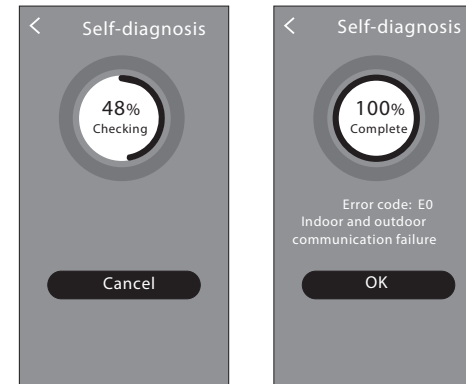 Self-diagnosis
48%
Checking
Cancel
Self-diagnosis
100%
Complete
Error code: E0
Indoor and outdoor
communication failure
OK